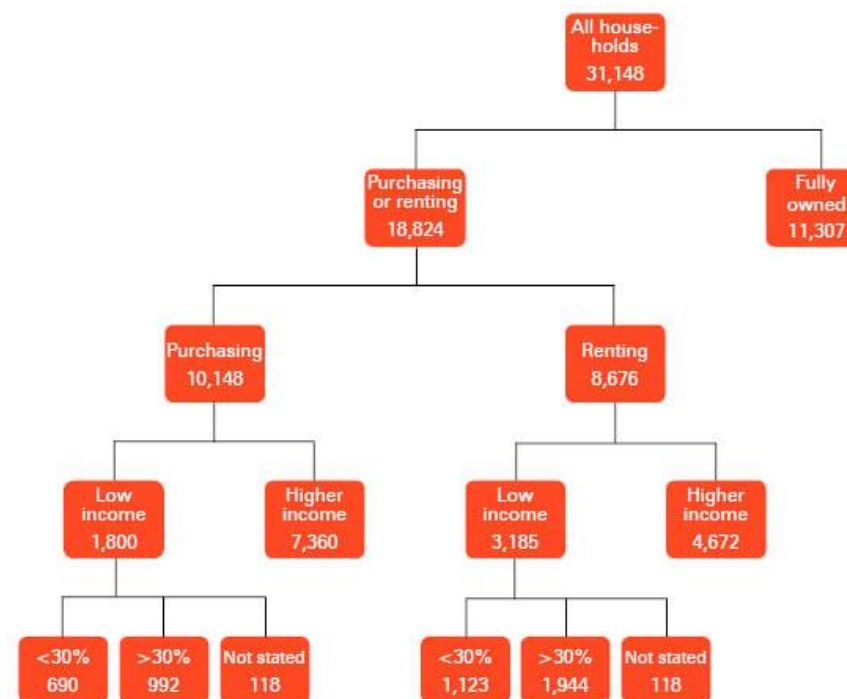 All house-
holds
31,148
Purchasing
or renting
18,824
Fully
owned
11,307
Purchasing
10,148
Renting
8,676
Low
income
1,800
Higher
income
7,360
Low
income
3,185
Higher
income
4,672
<30%
690
>30%
992
Not stated
118
<30%
1,123
>30%
1,944
Not stated
118